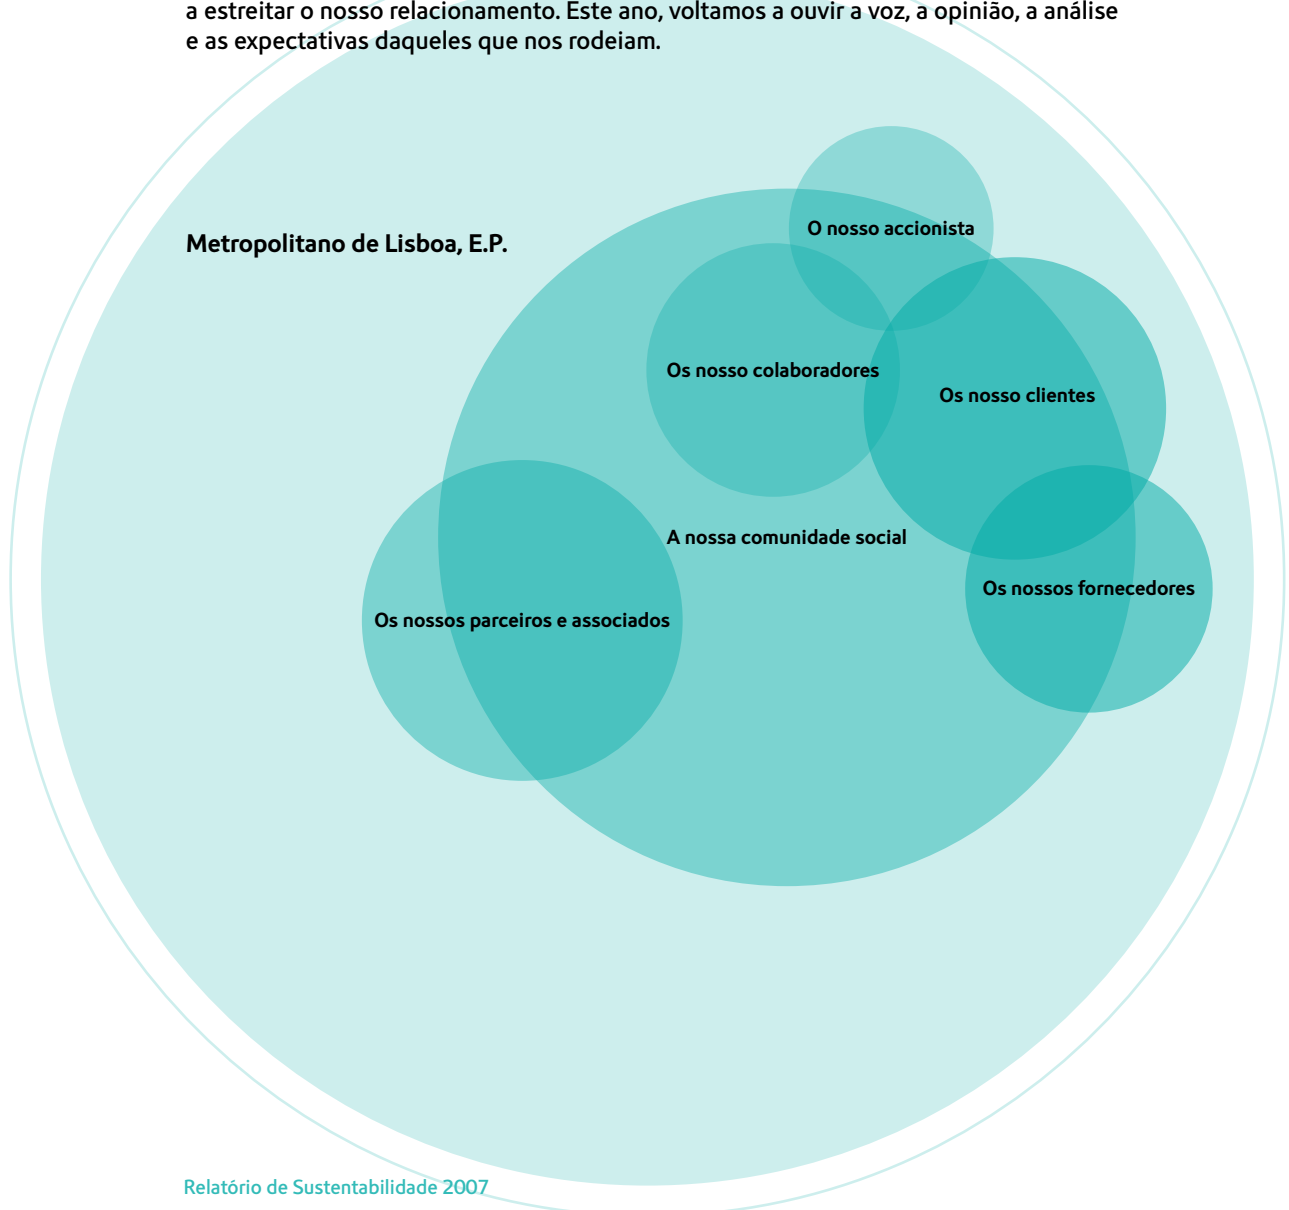 a estreitar o nosso relacionamento. Este ano, voltamos a ouvir a voz, a opinião, a análise
e as expectativas daqueles que nos rodeiam.
Metropolitano de Lisboa, E.P.
O nosso accionista
Os nosso colaboradores
Os nosso clientes
A nossa comunidade social
Os nossos fornecedores
Os nossos parceiros e associados
Relatório de Sustentabilidade 2007